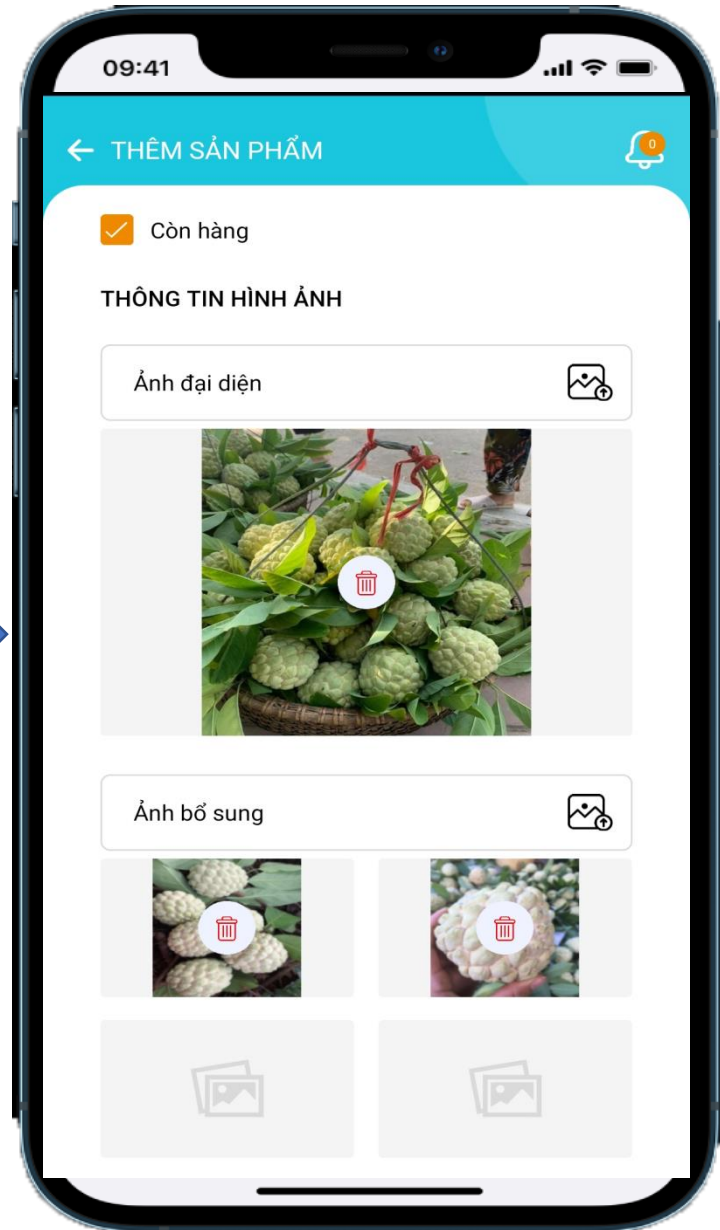 09:41
THÊM SẢN PHẨM
0
Còn hàng
THÔNG TIN HÌNH ẢNH
Ảnh đại diện
Ảnh bổ sung